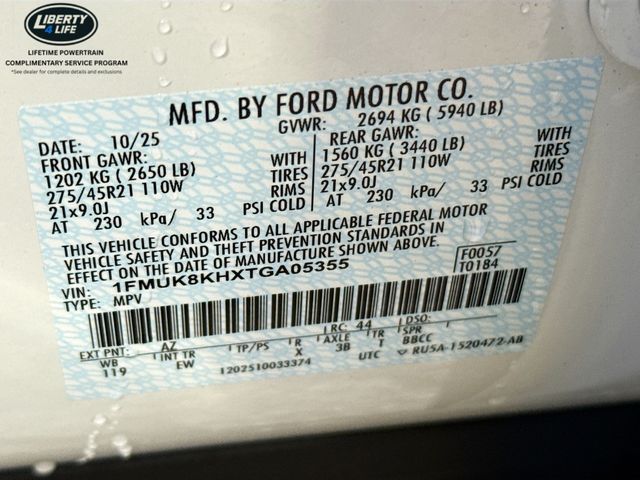 LIBERTY
4 LIFE
LIFETIME POWERTRAIN
COMPLIMENTARY SERVICE PROGRAM
*See dealer for complete details and exclusions
MFD. BY FORD MOTOR CO.
DATE: 10/25 GVWR: 2694 KG ( 5940 LB)
FRONT GAWR: WITH REAR GAWR: WITH
1202 KG ( 2650 LB) TIRES 1560 KG ( 3440 LB) TIRES
275/45R21 110W RIMS 275/45R21 110W RIMS
21x9.0J 21x9.0J
AT 230 kPa/ 33 PSI COLD AT 230 kPa/ 33 PSI COLD
THIS VEHICLE CONFORMS TO ALL APPLICABLE FEDERAL MOTOR
VEHICLE SAFETY AND THEFT PREVENTION STANDARDS IN
EFFECT ON THE DATE OF MANUFACTURE SHOWN ABOVE.
VIN: 1FMUK8KHXTGA05355 F0057
TYPE: MPV T0184
EXT PNT: AZ RC: 44 DSO:
WB INT TR TP/PS R AXLE T SPR
119 EW X 3B T BBCC
1202510033374 UTC RU5A-1520472-AB